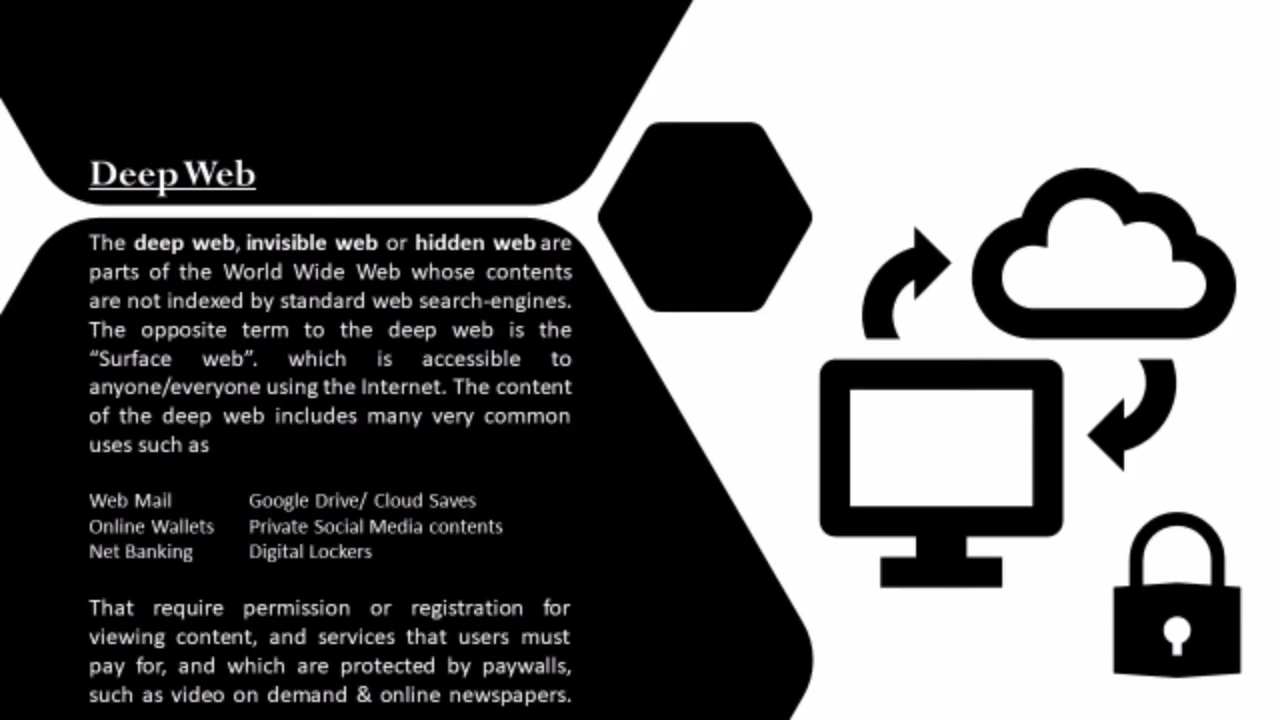 Deep Web
The deep web, invisible web or hidden web are
parts of the World Wide Web whose contents
are not indexed by standard web search-engines.
The opposite term to the deep web is the
“Surface web”. which is accessible to
anyone/everyone using the Internet. The content
of the deep web includes many very common
uses such as
Web Mail Google Drive/ Cloud Saves
Online Wallets Private Social Media contents
Net Banking Digital Lockers
That require permission or registration for
viewing content, and services that users must
pay for, and which are protected by paywalls,
such as video on demand & online newspapers.